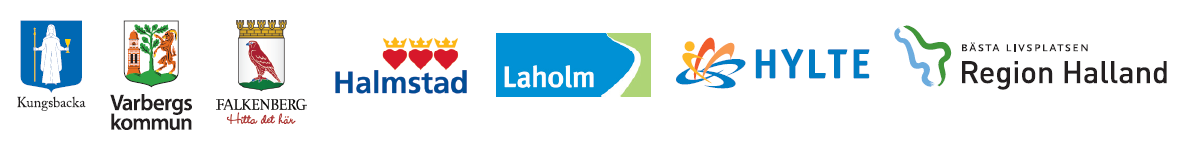 Kungsbacka
Varbergs
kommun
FALKENBERG
Hitta det här
Halmstad
Laholm
HYLTE
BÄSTA LIVSPLATSEN
Region Halland